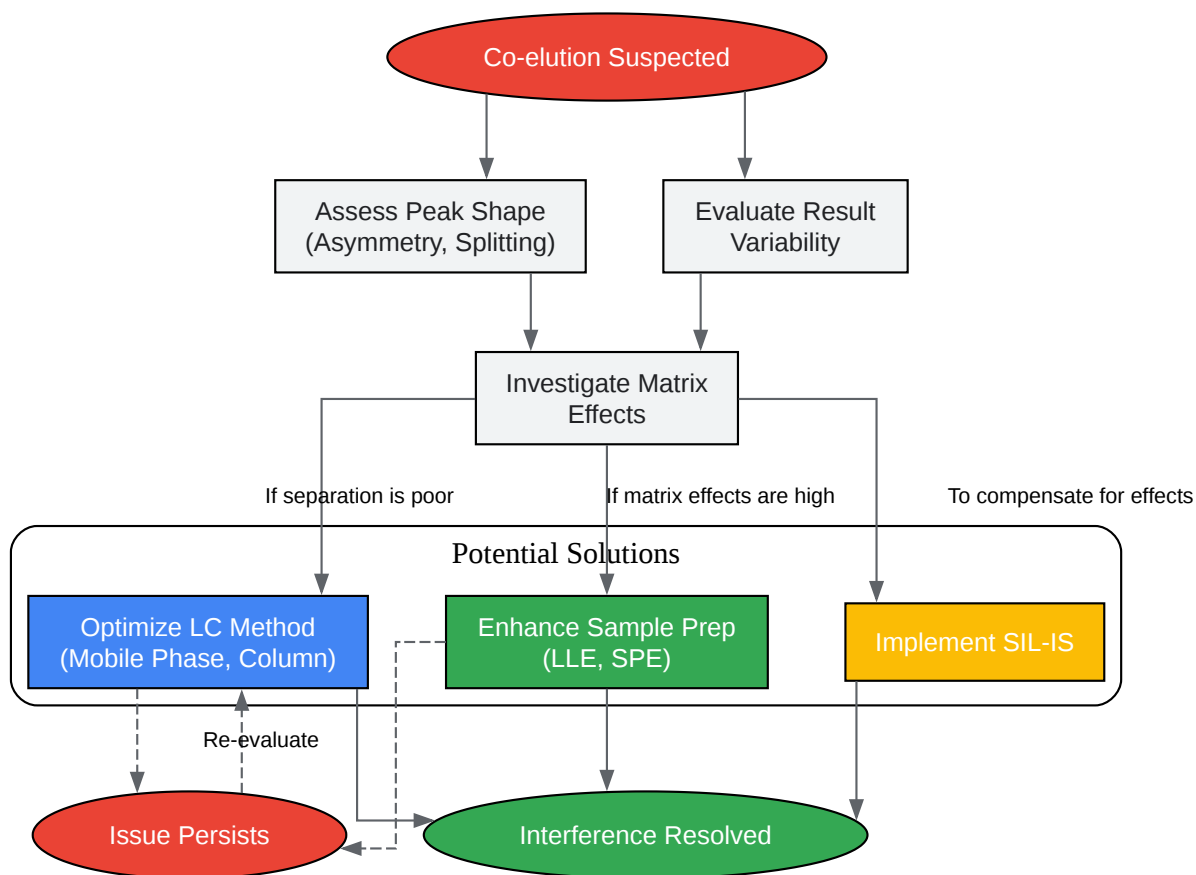 Co-elution Suspected
Assess Peak Shape
(Asymmetry, Splitting)
Evaluate Result
Variability
Investigate Matrix
Effects
If separation is poor
If matrix effects are high
To compensate for effects
Potential Solutions
Optimize LC Method
(Mobile Phase, Column)
Enhance Sample Prep
(LLE, SPE)
Implement SIL-IS
Re-evaluate
Issue Persists
Interference Resolved